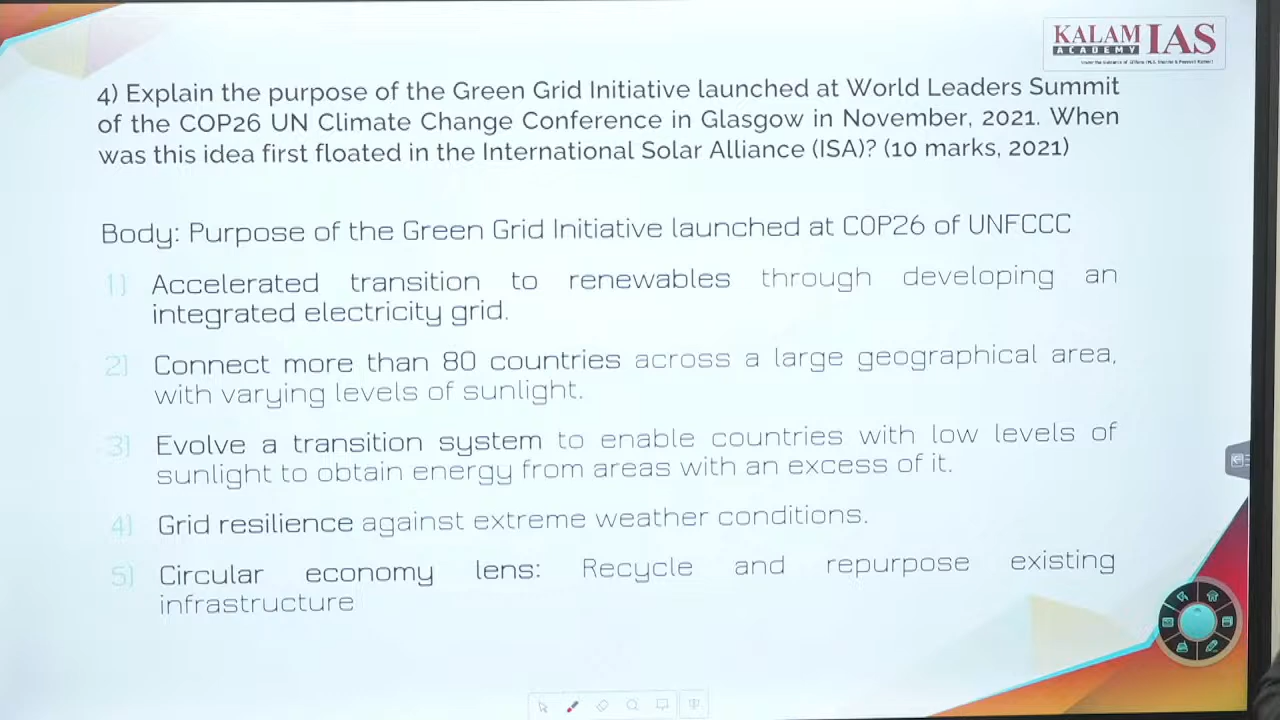 KALAM IAS
ACADEMY
4) Explain the purpose of the Green Grid Initiative launched at World Leaders Summit
of the COP26 UN Climate Change Conference in Glasgow in November, 2021. When
was this idea first floated in the International Solar Alliance (ISA)? (10 marks, 2021)
Body: Purpose of the Green Grid Initiative launched at COP26 of UNFCCC
1) Accelerated transition to renewables through developing an
integrated electricity grid.
2) Connect more than 80 countries across a large geographical area,
with varying levels of sunlight.
3) Evolve a transition system to enable countries with low levels of
sunlight to obtain energy from areas with an excess of it.
4) Grid resilience against extreme weather conditions.
5) Circular economy lens: Recycle and repurpose existing
infrastructure